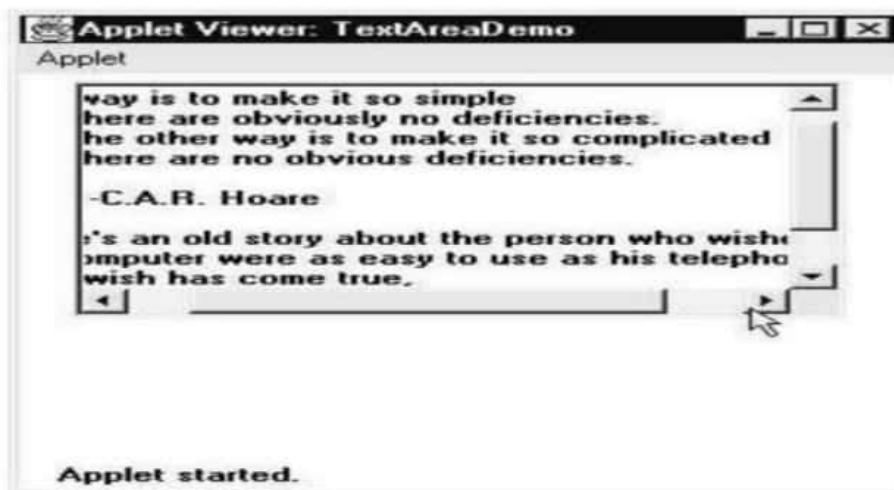 Applet Viewer: TextAreaDemo
Applet
way is to make it so simple
here are obviously no deficiencies.
he other way is to make it so complicated
here are no obvious deficiencies.
-C.A.R. Hoare
e's an old story about the person who wishe
omputer were as easy to use as his telepho
wish has come true,
Applet started.